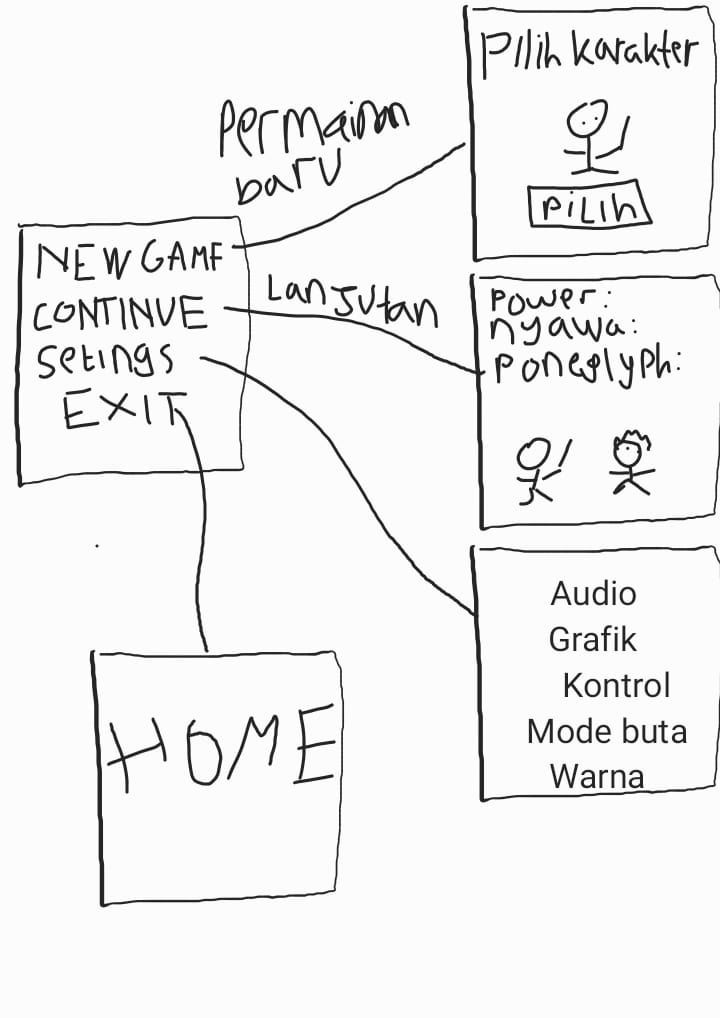 Pilih karakter
PiLih
Permainan
baru
NEW GAME
CONTINUE
Setings
EXIT
Lanjutan
Power:
nyawa:
Poneglyph:
Audio
Grafik
Kontrol
Mode buta
Warna
HOME